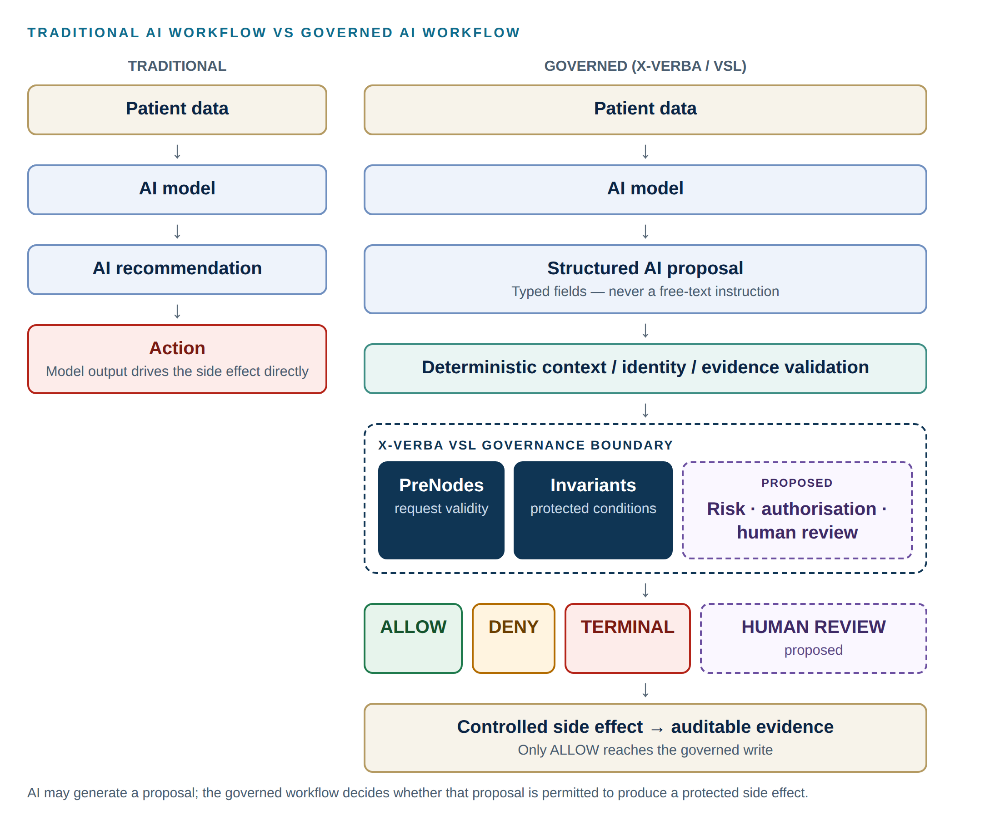 TRADITIONAL AI WORKFLOW VS GOVERNED AI WORKFLOW
TRADITIONAL
Patient data
↓
AI model
↓
AI recommendation
↓
Action
Model output drives the side effect directly
GOVERNED (X-VERBA / VSL)
Patient data
↓
AI model
↓
Structured AI proposal
Typed fields — never a free-text instruction
↓
Deterministic context / identity / evidence validation
↓
X-VERBA VSL GOVERNANCE BOUNDARY
PreNodes
request validity
Invariants
protected conditions
PROPOSED
Risk · authorisation ·
human review
↓
ALLOW
DENY
TERMINAL
HUMAN REVIEW
proposed
↓
Controlled side effect → auditable evidence
Only ALLOW reaches the governed write
AI may generate a proposal; the governed workflow decides whether that proposal is permitted to produce a protected side effect.